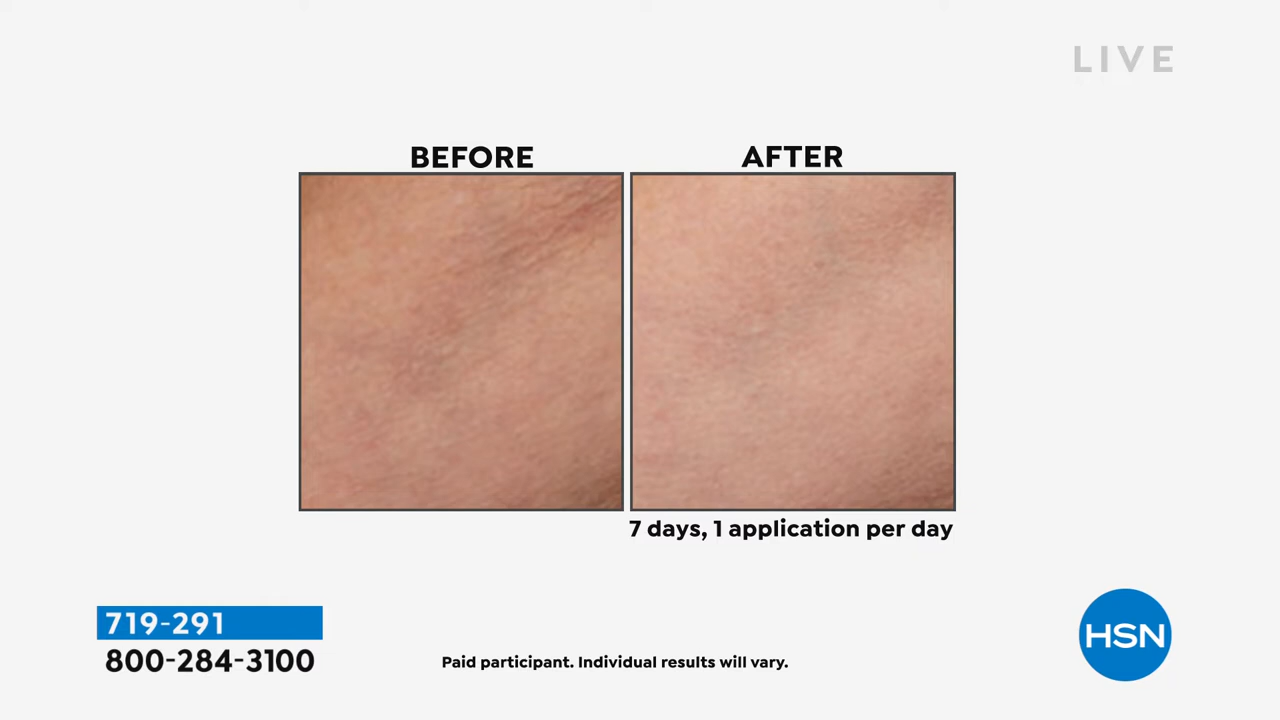 LIVE
BEFORE
AFTER
7 days, 1 application per day
719-291
800-284-3100
Paid participant. Individual results will vary.
HSN